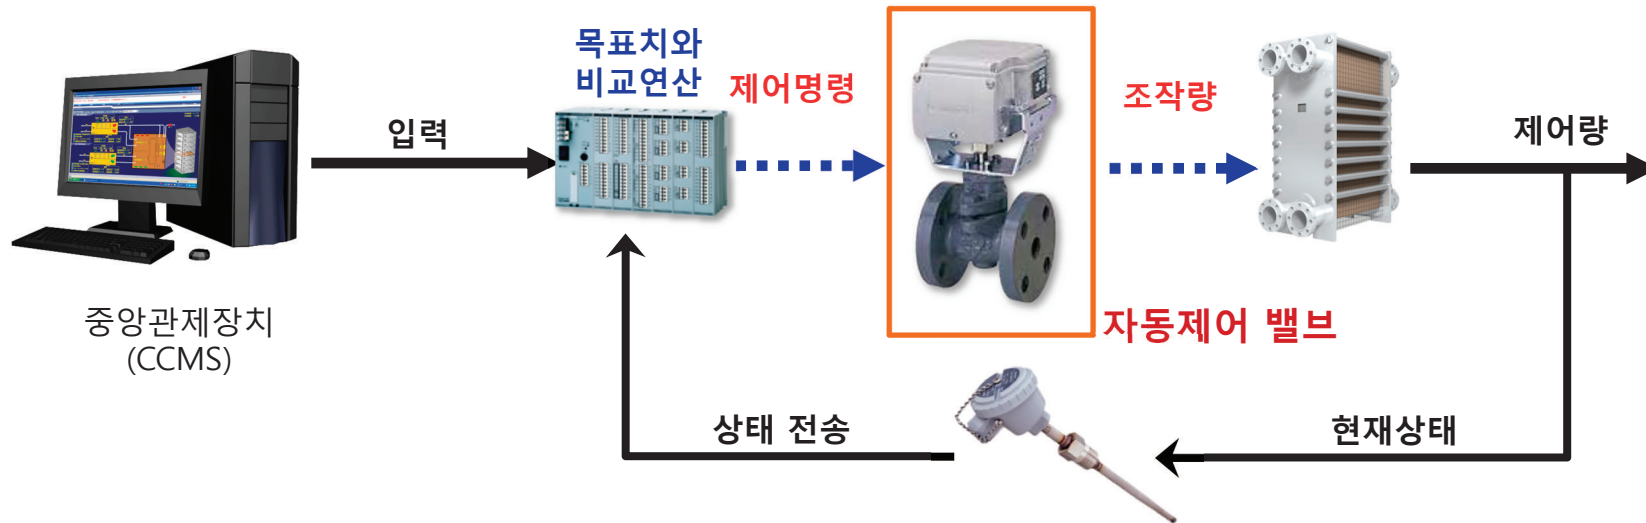 목표치와
비교연산
제어명령
조작량
입력
제어량
중앙관제장치
(CCMS)
자동제어 밸브
상태 전송
현재상태